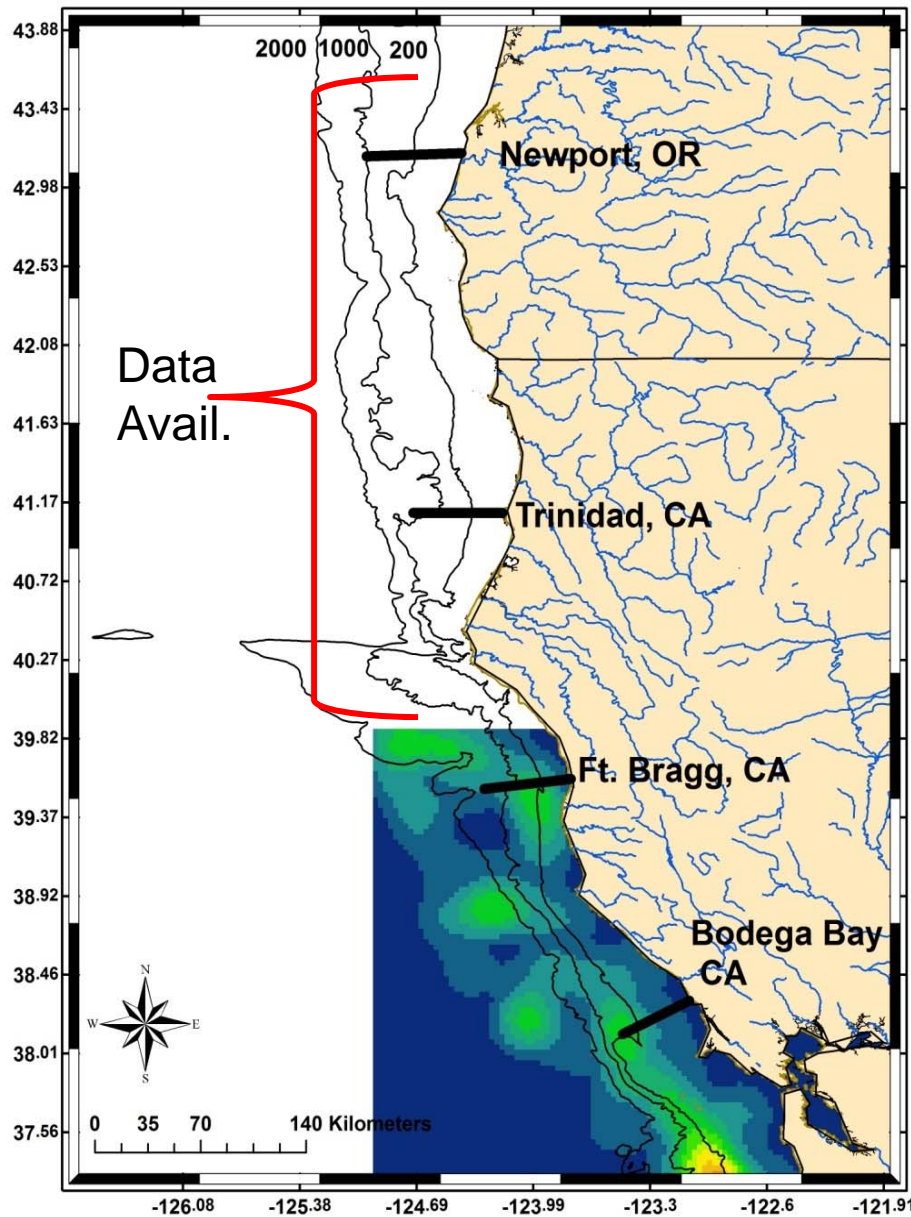 43.88
2000 1000 200
43.43
Newport, OR
42.98
42.53
42.08
Data
Avail.
41.63
41.17
Trinidad, CA
40.72
40.27
39.82
Ft. Bragg, CA
39.37
38.92
Bodega Bay
CA
38.46
N
W E
S
38.01
0 35 70 140 Kilometers
37.56
-126.08 -125.38 -124.69 -123.99 -123.3 -122.6 -121.91